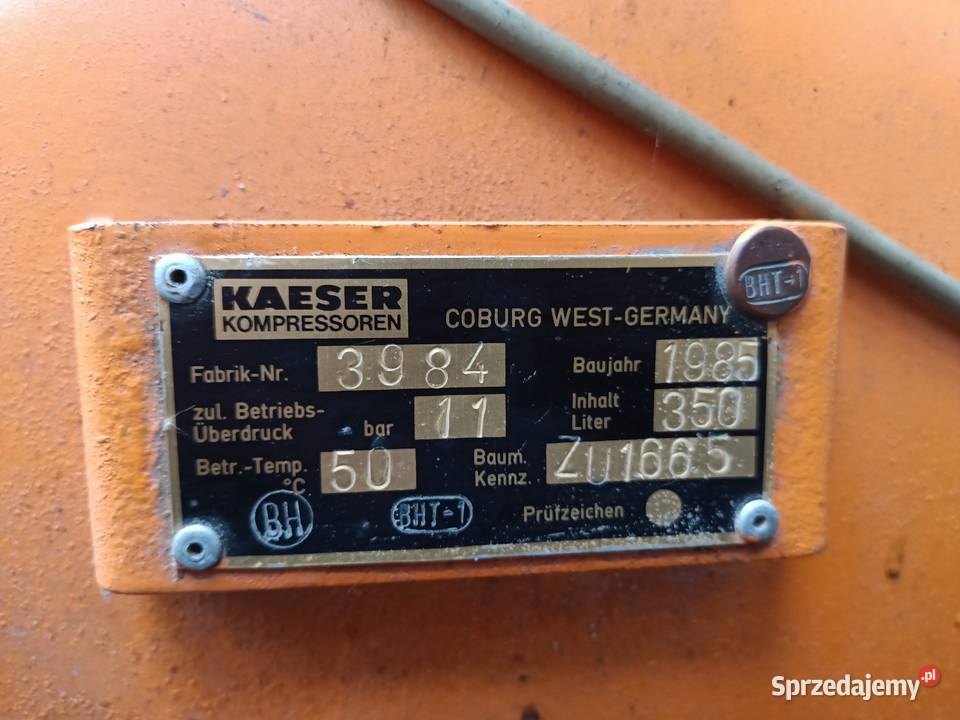 KAESER
KOMPRESSOREN
COBURG WEST-GERMANY
BHT-1
Fabrik-Nr. 3984
Baujahr 1985
zul. Betriebs-
Überdruck bar 11
Inhalt
Liter 350
Betr.-Temp.
°C 50
Baum.
Kennz. ZU1665
BH
BHT-1
Prüfzeichen
Sprzedajemy.pl